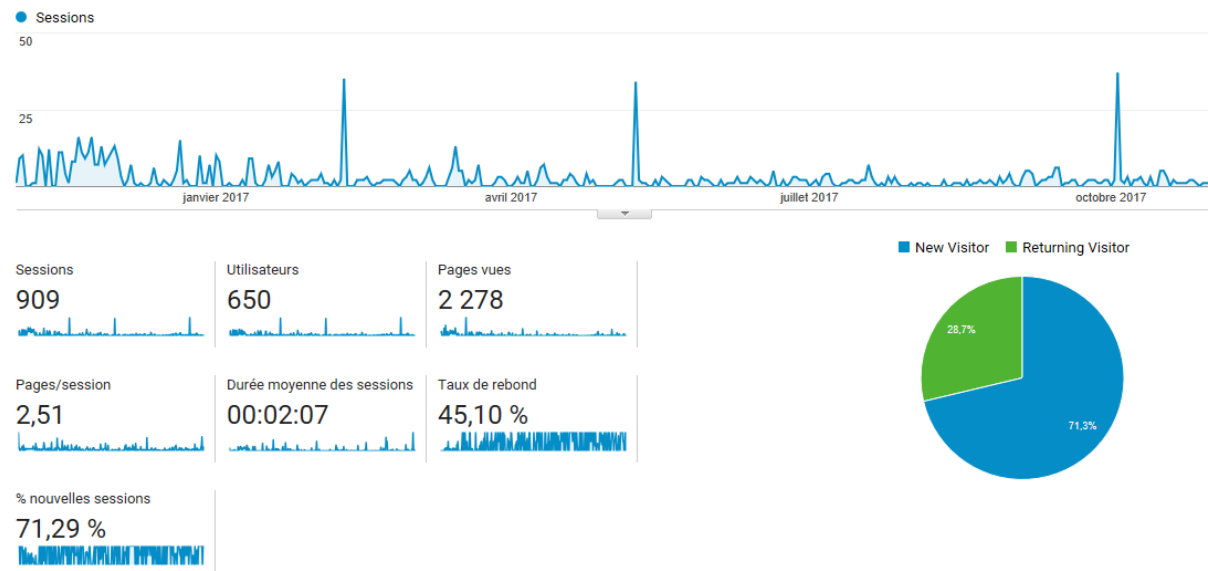 Sessions
50
25
janvier 2017
avril 2017
juillet 2017
octobre 2017
New Visitor
Returning Visitor
28,7%
71,3%
Sessions
909
Utilisateurs
650
Pages vues
2 278
Pages/session
2,51
Durée moyenne des sessions
00:02:07
Taux de rebond
45,10 %
% nouvelles sessions
71,29 %